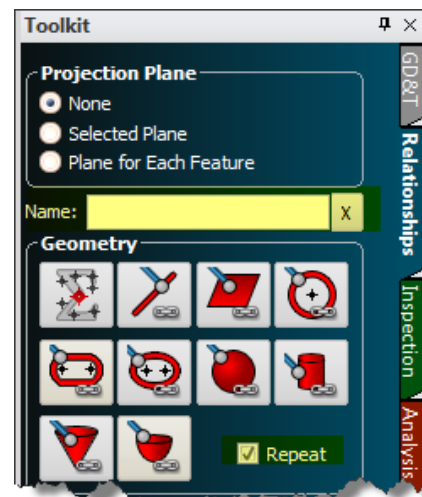 Toolkit
Projection Plane
None
Selected Plane
Plane for Each Feature
Name:
X
Geometry
Repeat
GD&T
Relationships
Inspection
Analysis